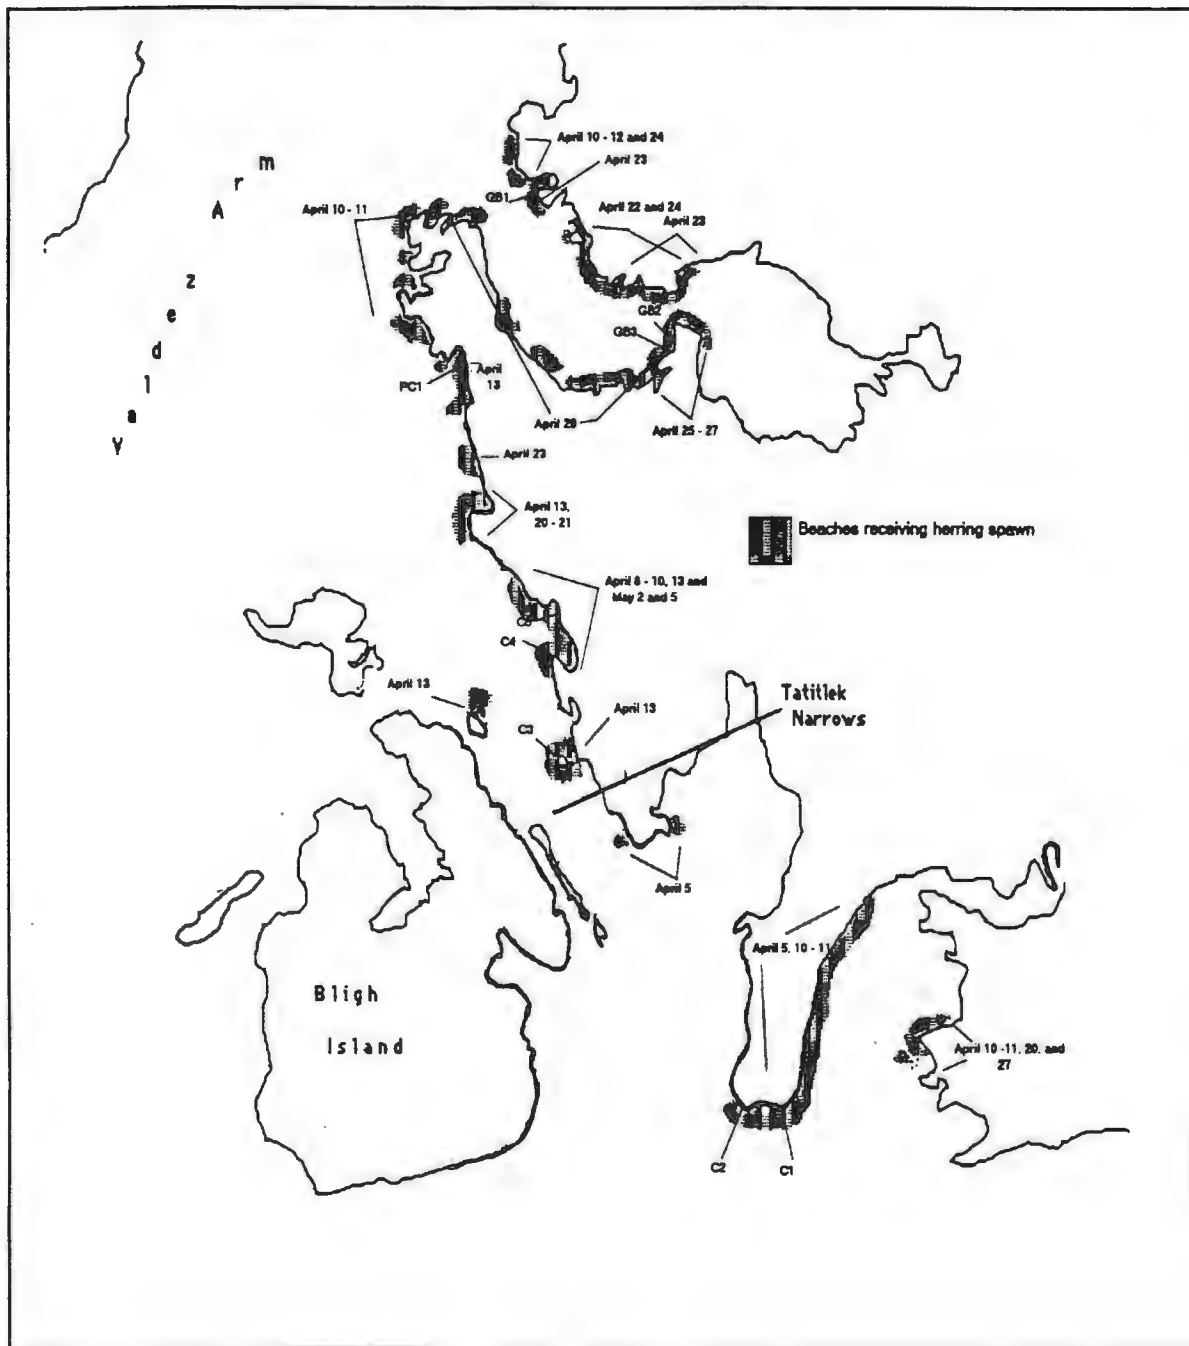 April 10 - 12 and 24
April 23
GB1
April 10 - 11
April 22 and 24
April 23
GB2
GB3
Valdez Arm
PC1
April
13
April 29
April 25 - 27
April 23
April 13,
20 - 21
Beaches receiving herring spawn
April 8 - 10, 13 and
May 2 and 5
C5
C4
April 13
Tatitlek
Narrows
C3
April 13
April 5
April 5, 10 - 11
Bligh
Island
April 10 - 11, 20, and
27
C2
C1